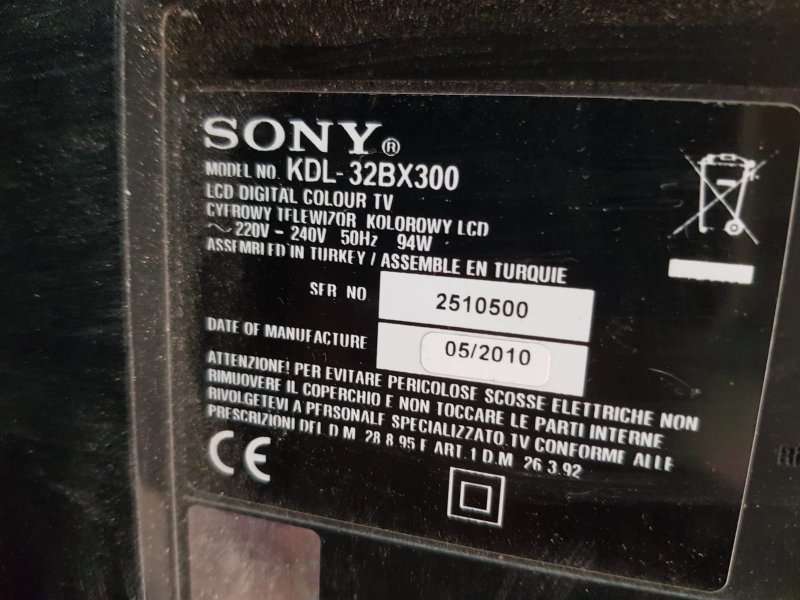 SONY®
MODEL NO. KDL-32BX300
LCD DIGITAL COLOUR TV
CYFROWY TELEWIZOR KOLOROWY LCD
~ 220V - 240V 50Hz 94W
ASSEMBLED IN TURKEY / ASSEMBLE EN TURQUIE
SER NO 2510500
DATE OF MANUFACTURE 05/2010
ATTENZIONE! PER EVITARE PERICOLOSE SCOSSE ELETTRICHE NON
RIMUOVERE IL COPERCHIO E NON TOCCARE LE PARTI INTERNE
RIVOLGETEVI A PERSONALE SPECIALIZZATO.TV CONFORME ALLE
PRESCRIZIONI DEL D M 28 8 95 E ART.1 D.M 26 3.92
CE